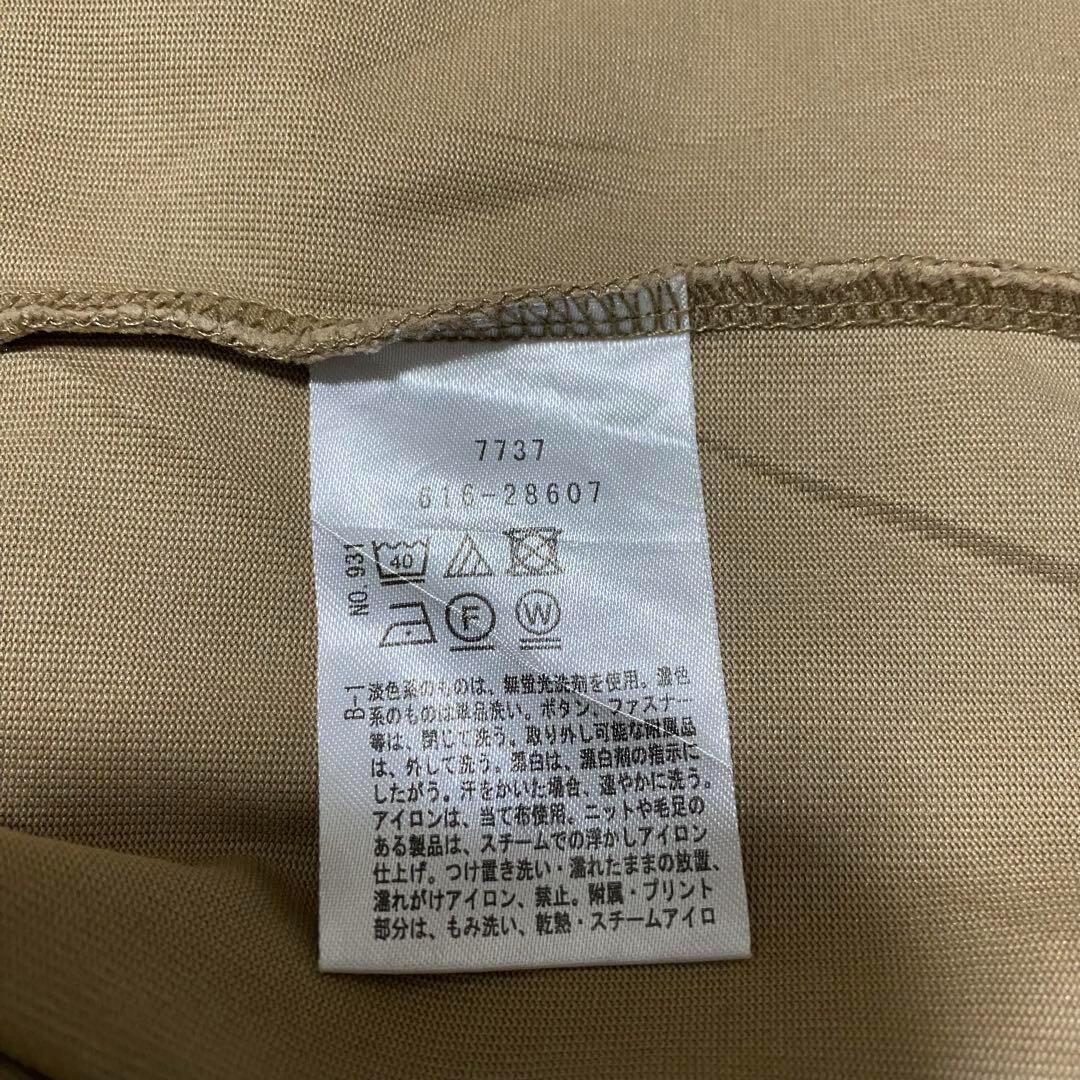 7737
616-28607
NO.931
40
F
W
B-1
淡色系のものは、無蛍光洗剤を使用。濃色
系のものは単品洗い。ボタン、ファスナー
等は、閉じて洗う。取り外し可能な附属品
は、外して洗う。漂白は、漂白剤の指示に
したがう。汗をかいた場合、速やかに洗う。
アイロンは、当て布使用。ニットや毛足の
ある製品は、スチームでの浮かしアイロン
仕上げ。つけ置き洗い・濡れたままの放置、
濡れがけアイロン、禁止。附属・プリント
部分は、もみ洗い、乾熱・スチームアイロ